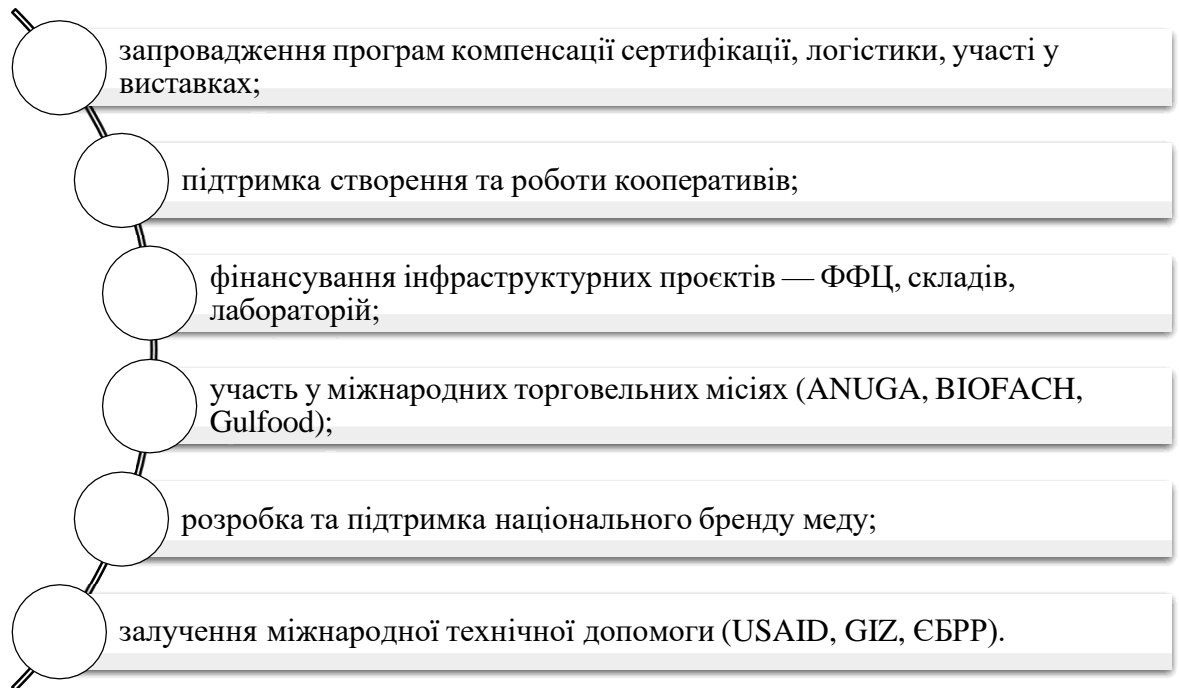 запровадження програм компенсації сертифікації, логістики, участі у
виставках;
підтримка створення та роботи кооперативів;
фінансування інфраструктурних проєктів — ФФЦ, складів,
лабораторій;
участь у міжнародних торговельних місіях (ANUGA, BIOFACH,
Gulfood);
розробка та підтримка національного бренду меду;
залучення міжнародної технічної допомоги (USAID, GIZ, ЄБРР).